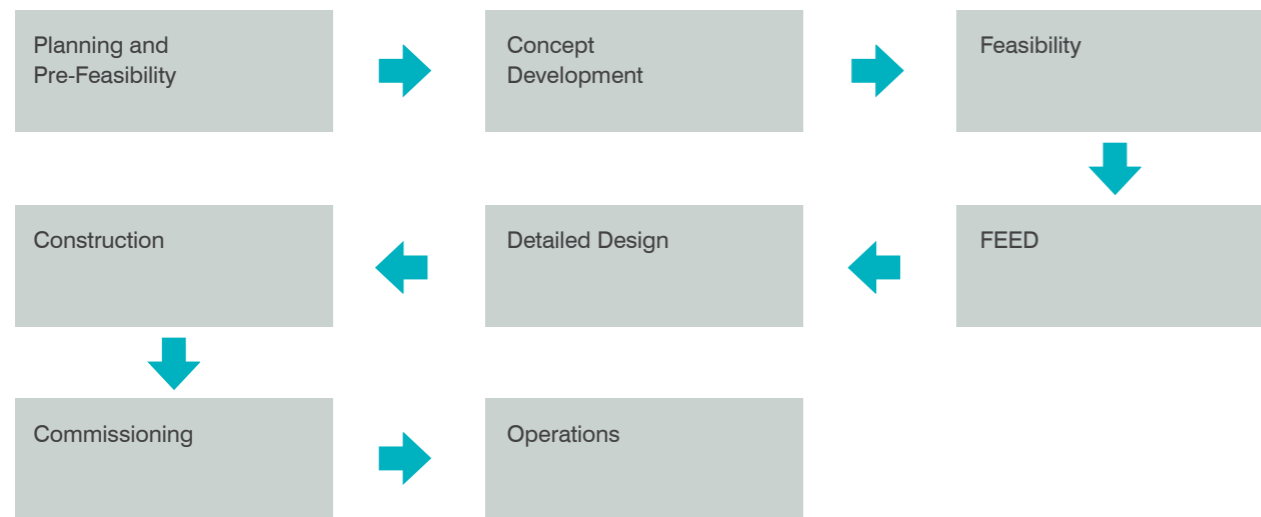 Planning and
Pre-Feasibility
Concept
Development
Feasibility
FEED
Detailed Design
Construction
Commissioning
Operations